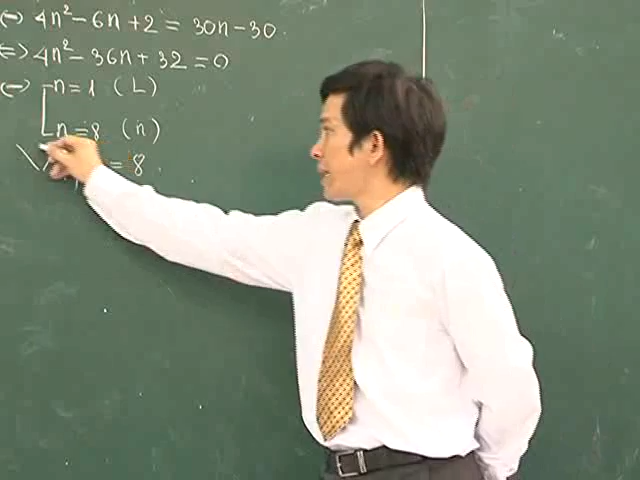 (=) 4n² - 6n + 2 = 30n - 30.
(=) 4n² - 36n + 32 = 0
(=) [ n = 1 (L)
n = 8 (n)
= 8.